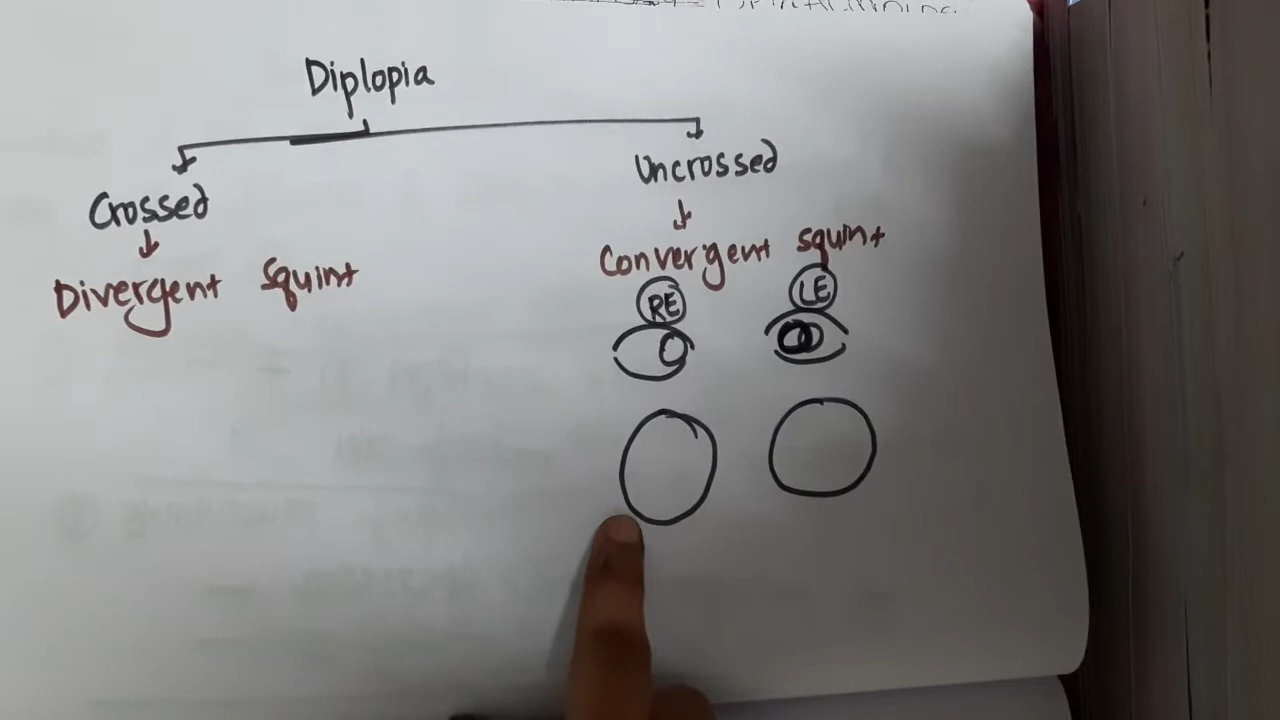 Diplopia
Crossed
Uncrossed
Divergent squint
Convergent squint
RE
LE